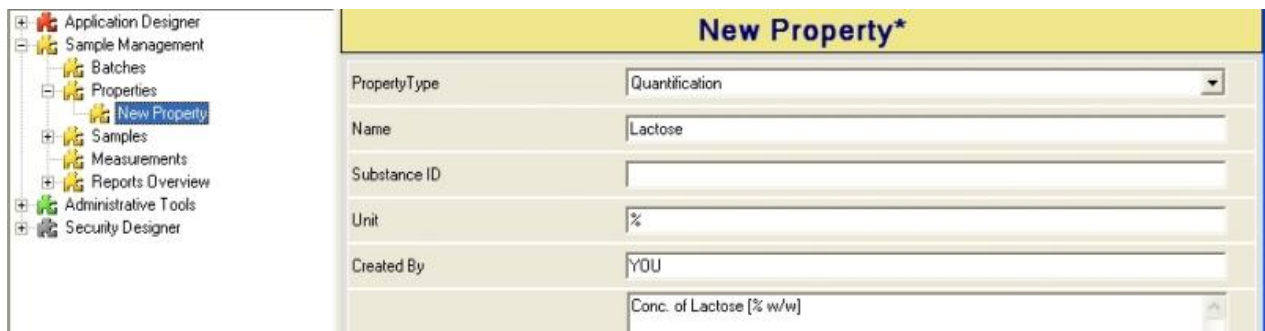 Application Designer
Sample Management
Batches
Properties
New Property
Samples
Measurements
Reports Overview
Administrative Tools
Security Designer
New Property*
PropertyType Quantification
Name Lactose
Substance ID
Unit %
Created By YOU
Conc. of Lactose [% w/w]